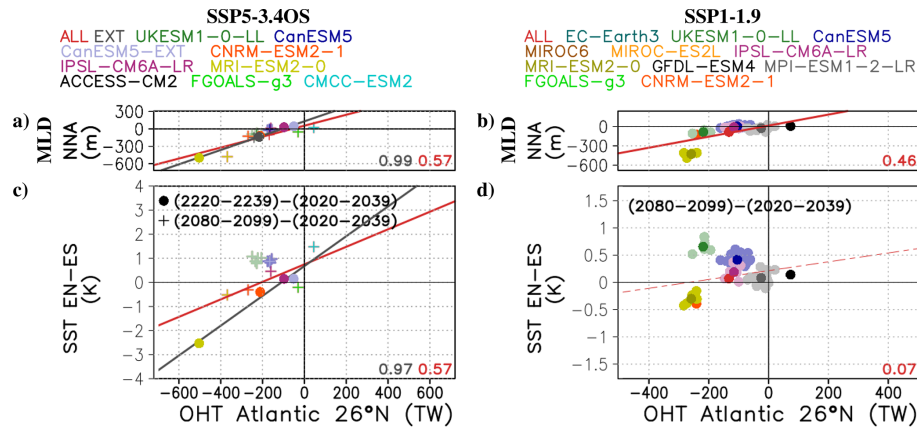 SSP5-3.4OS
ALL EXT UKESM1-0-LL CanESM5
CanESM5-EXT CNRM-ESM2-1
IPSL-CM6A-LR MRI-ESM2-0
ACCESS-CM2 FGOALS-g3 CMCC-ESM2
SSP1-1.9
ALL EC-Earth3 UKESM1-0-LL CanESM5
MIROC6 MIROC-ES2L IPSL-CM6A-LR
MRI-ESM2-0 GFDL-ESM4 MPI-ESM1-2-LR
FGOALS-g3 CNRM-ESM2-1
a)
MLD
NNA
(m)
300
0
-300
-600
0.99 0.57
b)
MLD
NNA
(m)
300
0
-300
-600
0.46
c)
SST EN-ES
(K)
4
3
2
1
0
-1
-2
-3
-4
(2220-2239)-(2020-2039)
(2080-2099)-(2020-2039)
0.97 0.57
-600 -400 -200 0 200 400 600
OHT Atlantic 26°N (TW)
d)
SST EN-ES
(K)
1.5
1
0.5
0
-0.5
-1
-1.5
(2080-2099)-(2020-2039)
0.07
-400 -200 0 200 400
OHT Atlantic 26°N (TW)